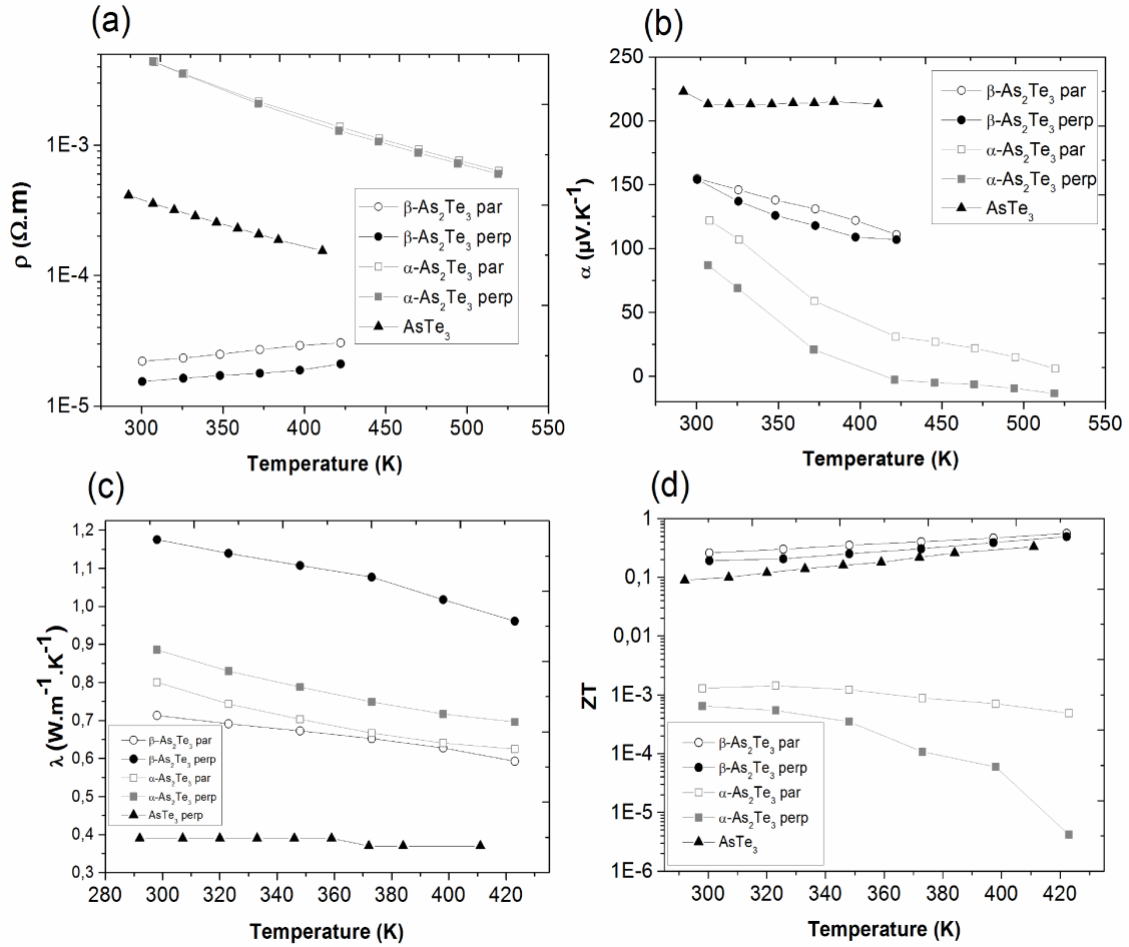 (a)
1E-3
1E-4
1E-5
ρ (Ω.m)
β-As₂Te₃ par
β-As₂Te₃ perp
α-As₂Te₃ par
α-As₂Te₃ perp
AsTe₃
300 350 400 450 500 550
Temperature (K)
(b)
250
200
150
100
50
0
α (µV.K⁻¹)
β-As₂Te₃ par
β-As₂Te₃ perp
α-As₂Te₃ par
α-As₂Te₃ perp
AsTe₃
300 350 400 450 500 550
Temperature (K)
(c)
1,2
1,1
1,0
0,9
0,8
0,7
0,6
0,5
0,4
0,3
λ (W.m⁻¹.K⁻¹)
β-As₂Te₃ par
β-As₂Te₃ perp
α-As₂Te₃ par
α-As₂Te₃ perp
AsTe₃ perp
280 300 320 340 360 380 400 420
Temperature (K)
(d)
1
0,1
0,01
1E-3
1E-4
1E-5
1E-6
ZT
β-As₂Te₃ par
β-As₂Te₃ perp
α-As₂Te₃ par
α-As₂Te₃ perp
AsTe₃
300 320 340 360 380 400 420
Temperature (K)